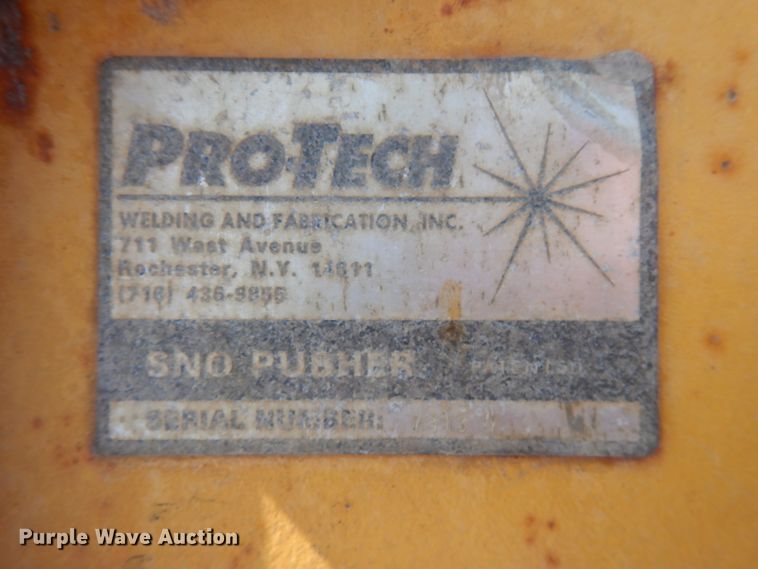 PRO-TECH
WELDING AND FABRICATION, INC.
711 West Avenue
Rochester, N.Y. 14611
(716) 436-9855
SNO PUSHER PATENTED
SERIAL NUMBER:
Purple Wave Auction